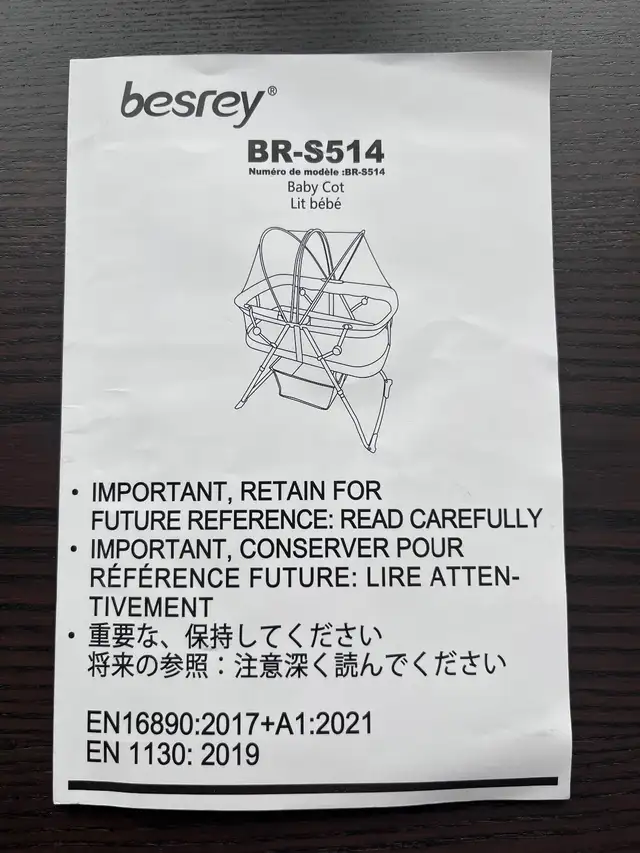 besrey®
BR-S514
Numéro de modèle :BR-S514
Baby Cot
Lit bébé
• IMPORTANT, RETAIN FOR
FUTURE REFERENCE: READ CAREFULLY
• IMPORTANT, CONSERVER POUR
RÉFÉRENCE FUTURE: LIRE ATTEN-
TIVEMENT
• 重要な、保持してください
将来の参照：注意深く読んでください
EN16890:2017+A1:2021
EN 1130: 2019